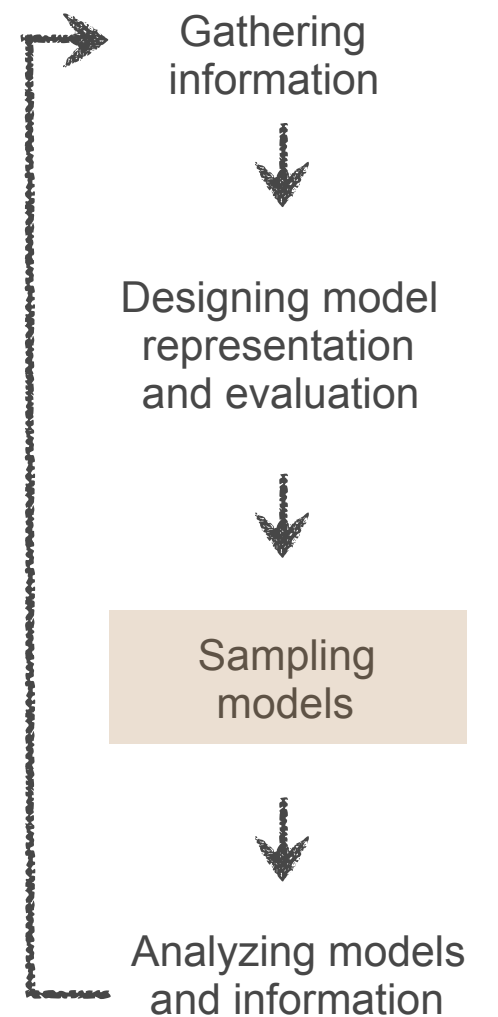 Gathering
information
Designing model
representation
and evaluation
Sampling
models
Analyzing models
and information